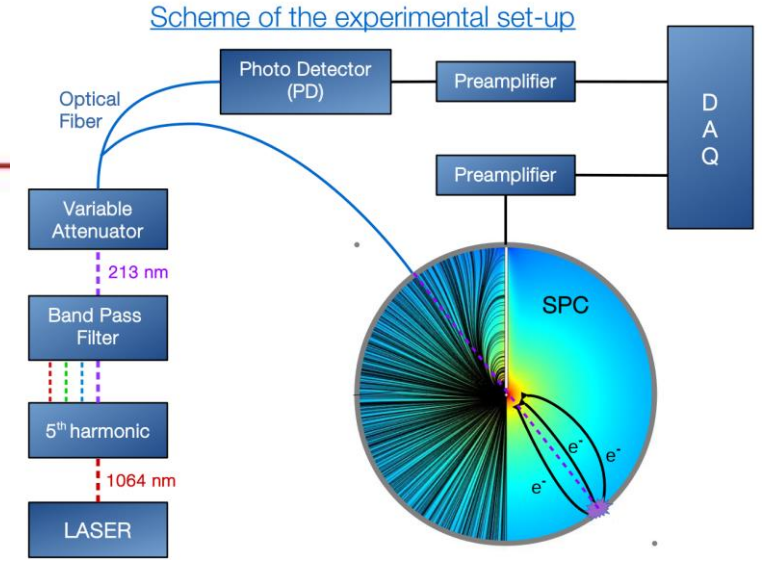 Scheme of the experimental set-up
Photo Detector
(PD)
Preamplifier
D
A
Q
Optical
Fiber
Preamplifier
Variable
Attenuator
213 nm
Band Pass
Filter
SPC
5th harmonic
e-
e-
e-
1064 nm
LASER